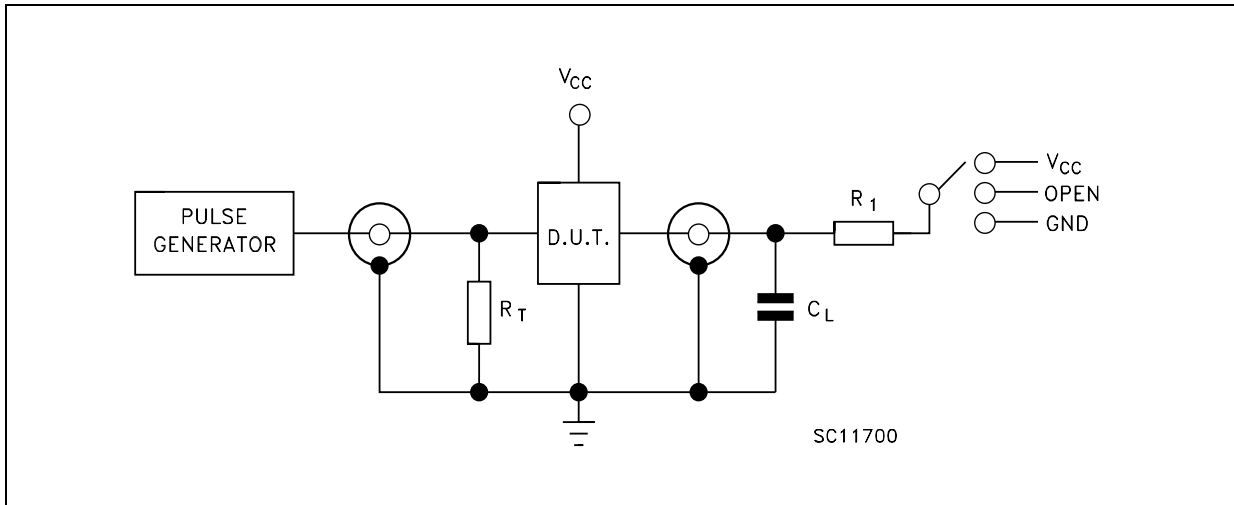 VCC
PULSE
GENERATOR
D.U.T.
RT
CL
R1
VCC
OPEN
GND
SC11700